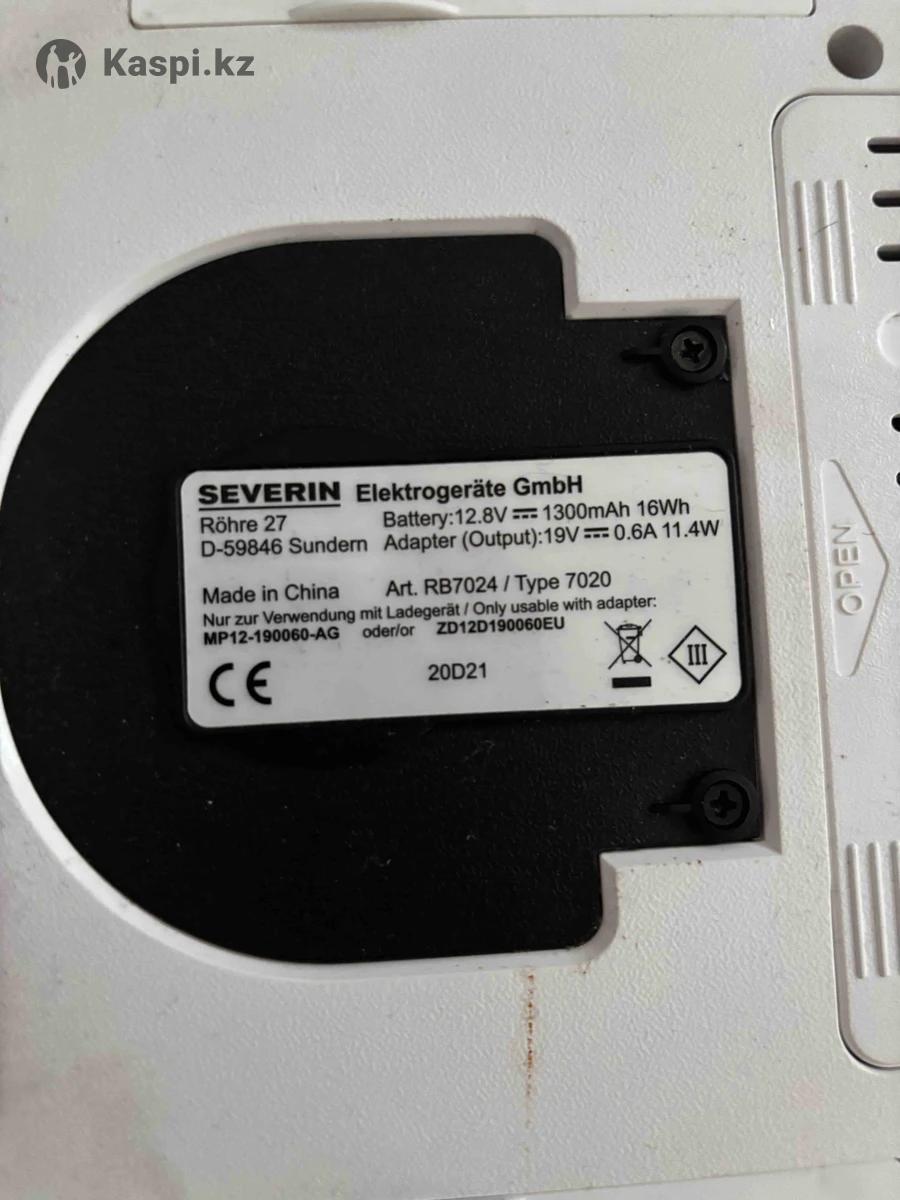 Kaspi.kz
SEVERIN Elektrogeräte GmbH
Röhre 27 Battery:12.8V ⎓ 1300mAh 16Wh
D-59846 Sundern Adapter (Output):19V ⎓ 0.6A 11.4W
Made in China Art. RB7024 / Type 7020
Nur zur Verwendung mit Ladegerät / Only usable with adapter:
MP12-190060-AG oder/or ZD12D190060EU
CE 20D21 III
OPEN